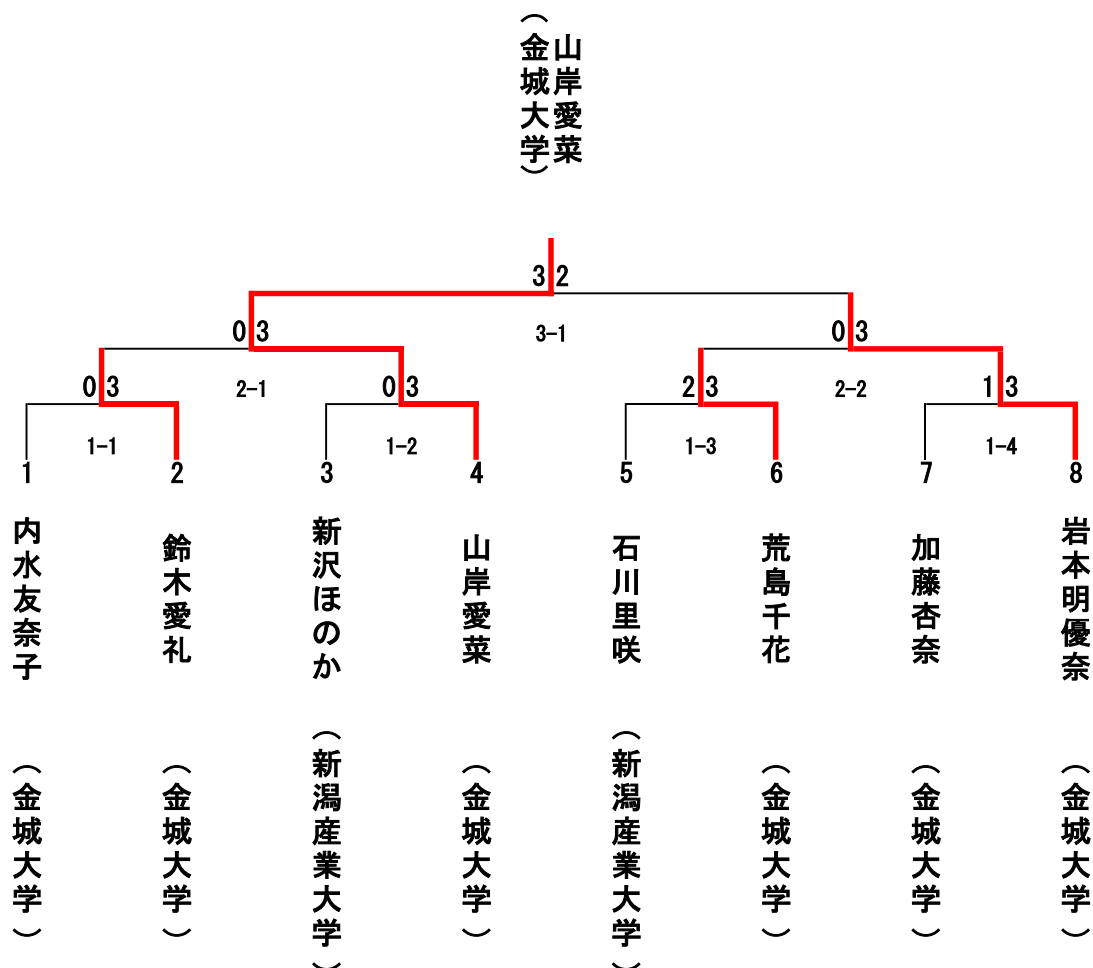 山岸愛菜
（金城大学）
3 2
3-1
0 3
2-1
0 3
2-2
0 3
1-1
0 3
1-2
2 3
1-3
1 3
1-4
1
2
3
4
5
6
7
8
内水友奈子
（金城大学）
鈴木愛礼
（金城大学）
新沢ほのか
（新潟産業大学）
山岸愛菜
（金城大学）
石川里咲
（新潟産業大学）
荒島千花
（金城大学）
加藤杏奈
（金城大学）
岩本明優奈
（金城大学）